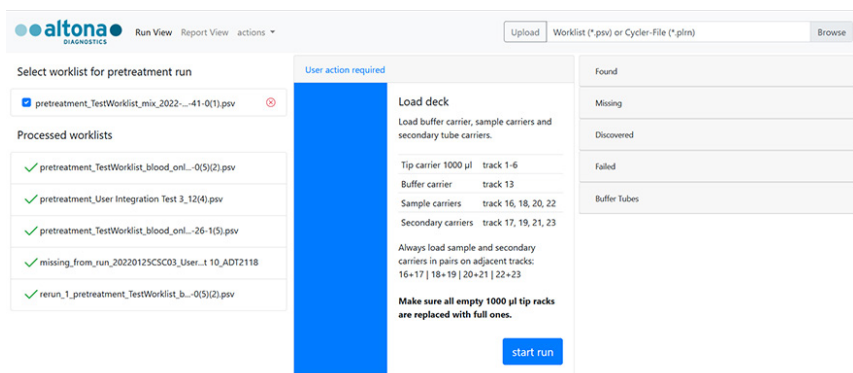 altona
DIAGNOSTICS
Run View Report View actions
Upload Worklist (*.psv) or Cycler-File (*.plrn) Browse
Select worklist for pretreatment run
pretreatment_TestWorklist_mix_2022-...-41-0(1).psv
Processed worklists
pretreatment_TestWorklist_blood_onl...-0(5)(2).psv
pretreatment_User Integration Test 3_12(4).psv
pretreatment_TestWorklist_blood_onl...-26-1(5).psv
missing_from_run_20220125CSC03_User...t 10_ADT2118
rerun_1_pretreatment_TestWorklist_b...-0(5)(2).psv
User action required
Load deck
Load buffer carrier, sample carriers and
secondary tube carriers.
Tip carrier 1000 µl track 1-6
Buffer carrier track 13
Sample carriers track 16, 18, 20, 22
Secondary carriers track 17, 19, 21, 23
Always load sample and secondary
carriers in pairs on adjacent tracks:
16+17 | 18+19 | 20+21 | 22+23
Make sure all empty 1000 µl tip racks
are replaced with full ones.
start run
Found
Missing
Discovered
Failed
Buffer Tubes